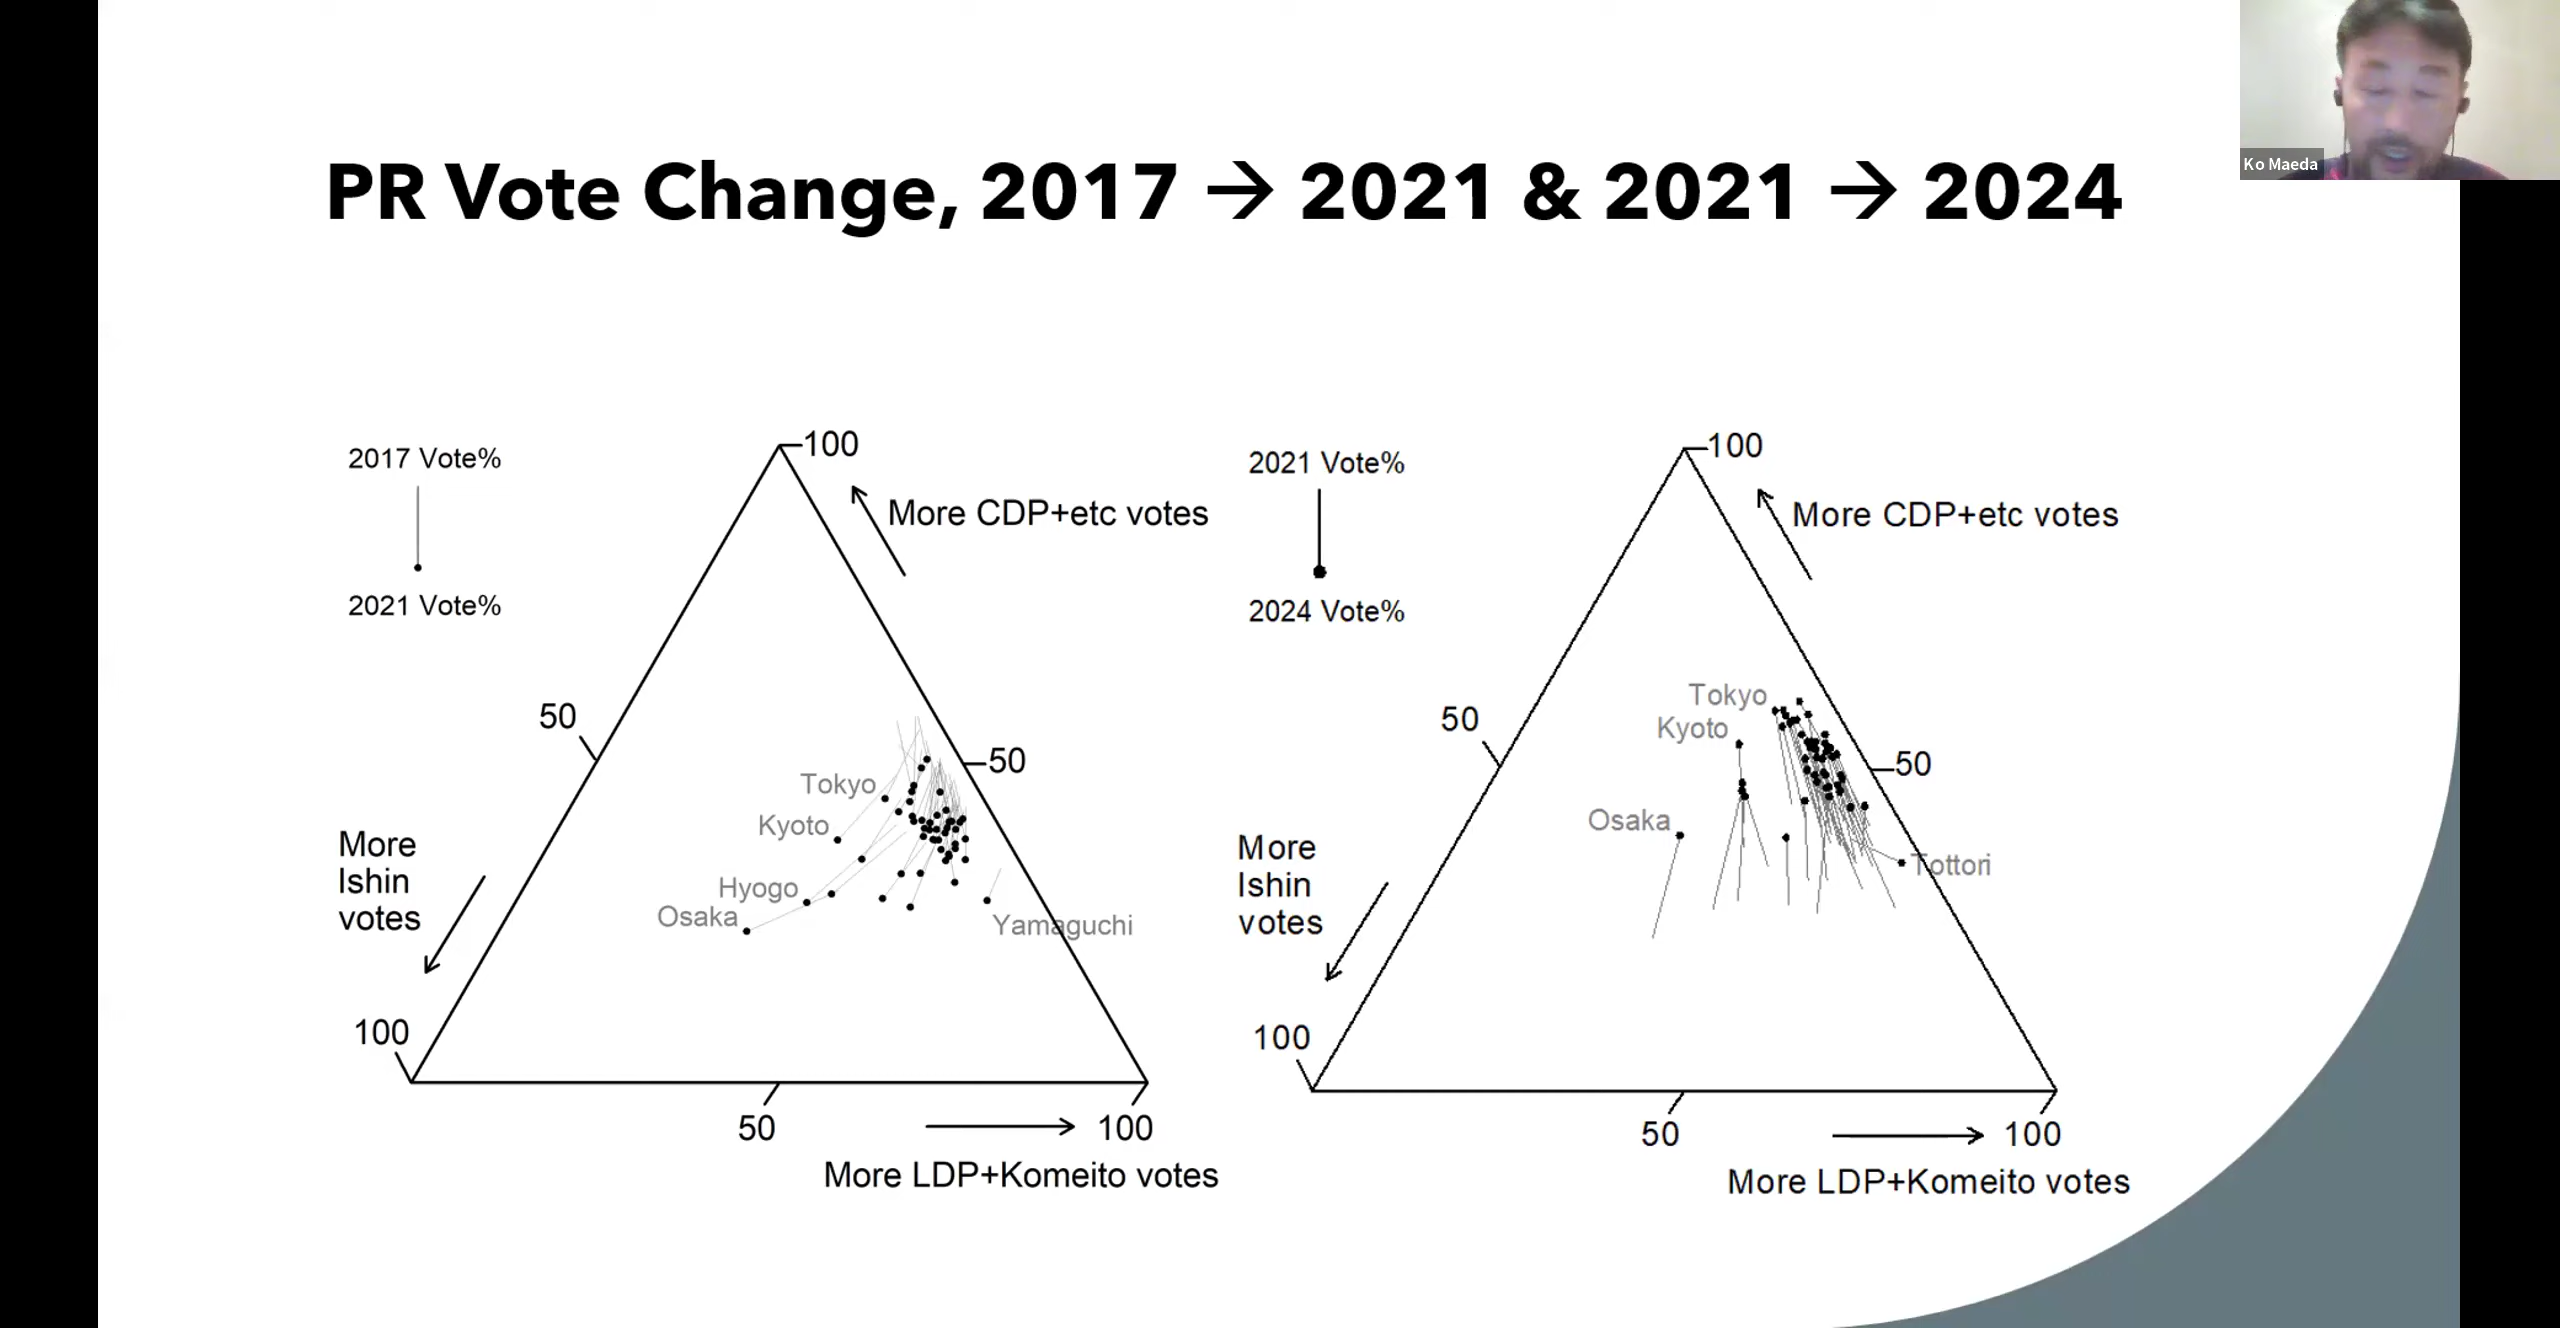 Ko Maeda
PR Vote Change, 2017 → 2021 & 2021 → 2024
2017 Vote%
2021 Vote%
100
More CDP+etc votes
50
50
Tokyo
Kyoto
Hyogo
Osaka
Yamaguchi
More
Ishin
votes
100
50
100
More LDP+Komeito votes
2021 Vote%
2024 Vote%
100
More CDP+etc votes
50
50
Tokyo
Kyoto
Osaka
Tottori
More
Ishin
votes
100
50
100
More LDP+Komeito votes